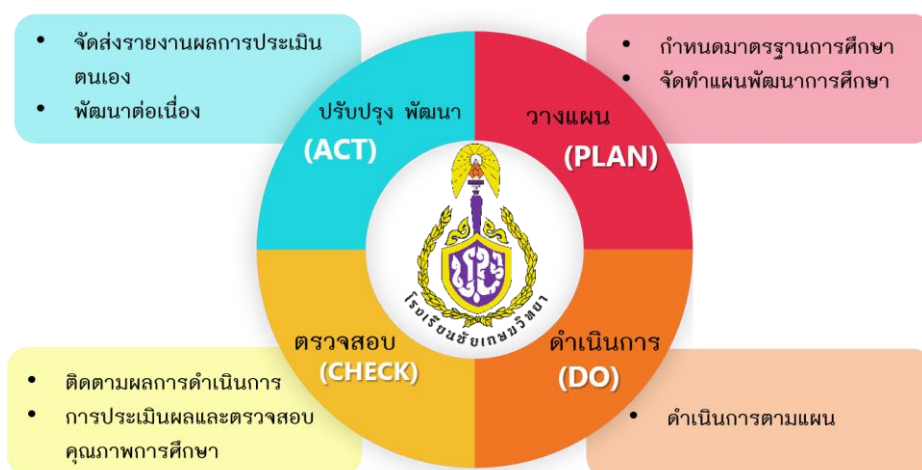 • จัดส่งรายงานผลการประเมิน
ตนเอง
• พัฒนาต่อเนื่อง
• กำหนดมาตรฐานการศึกษา
• จัดทำแผนพัฒนาการศึกษา
ปรับปรุง พัฒนา
(ACT)
วางแผน
(PLAN)
โรงเรียนชัยเกษมวิทยา
ตรวจสอบ
(CHECK)
ดำเนินการ
(DO)
• ติดตามผลการดำเนินการ
• การประเมินผลและตรวจสอบ
คุณภาพการศึกษา
• ดำเนินการตามแผน